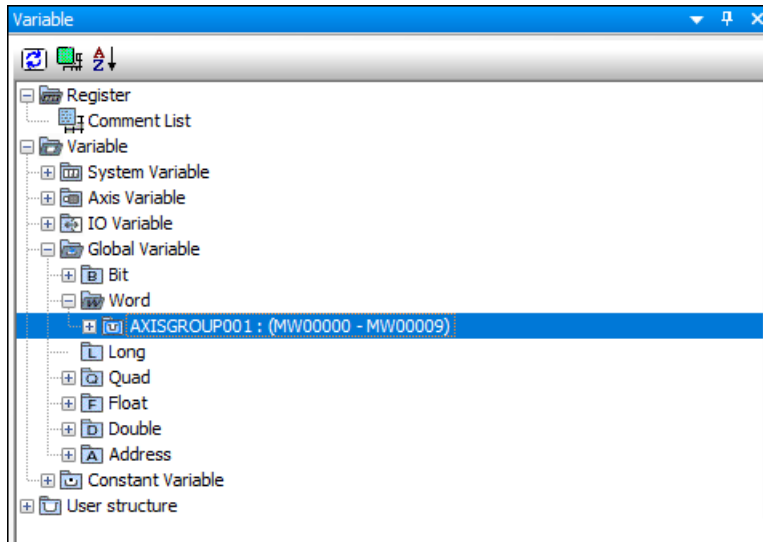 Variable
Register
Comment List
Variable
System Variable
Axis Variable
IO Variable
Global Variable
B Bit
W Word
AXISGROUP001 : (MW00000 - MW00009)
L Long
Q Quad
F Float
D Double
A Address
Constant Variable
User structure